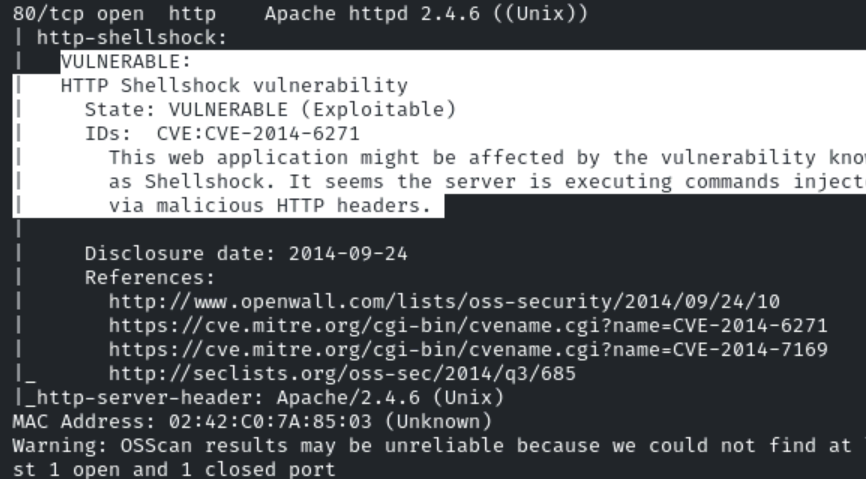 80/tcp open  http    Apache httpd 2.4.6 ((Unix))
| http-shellshock:
|   VULNERABLE:
|   HTTP Shellshock vulnerability
|     State: VULNERABLE (Exploitable)
|     IDs:  CVE:CVE-2014-6271
|       This web application might be affected by the vulnerability kno
|       as Shellshock. It seems the server is executing commands inject
|       via malicious HTTP headers.
|
|     Disclosure date: 2014-09-24
|     References:
|       http://www.openwall.com/lists/oss-security/2014/09/24/10
|       https://cve.mitre.org/cgi-bin/cvename.cgi?name=CVE-2014-6271
|       https://cve.mitre.org/cgi-bin/cvename.cgi?name=CVE-2014-7169
|_      http://seclists.org/oss-sec/2014/q3/685
|_http-server-header: Apache/2.4.6 (Unix)
MAC Address: 02:42:C0:7A:85:03 (Unknown)
Warning: OSScan results may be unreliable because we could not find at
st 1 open and 1 closed port